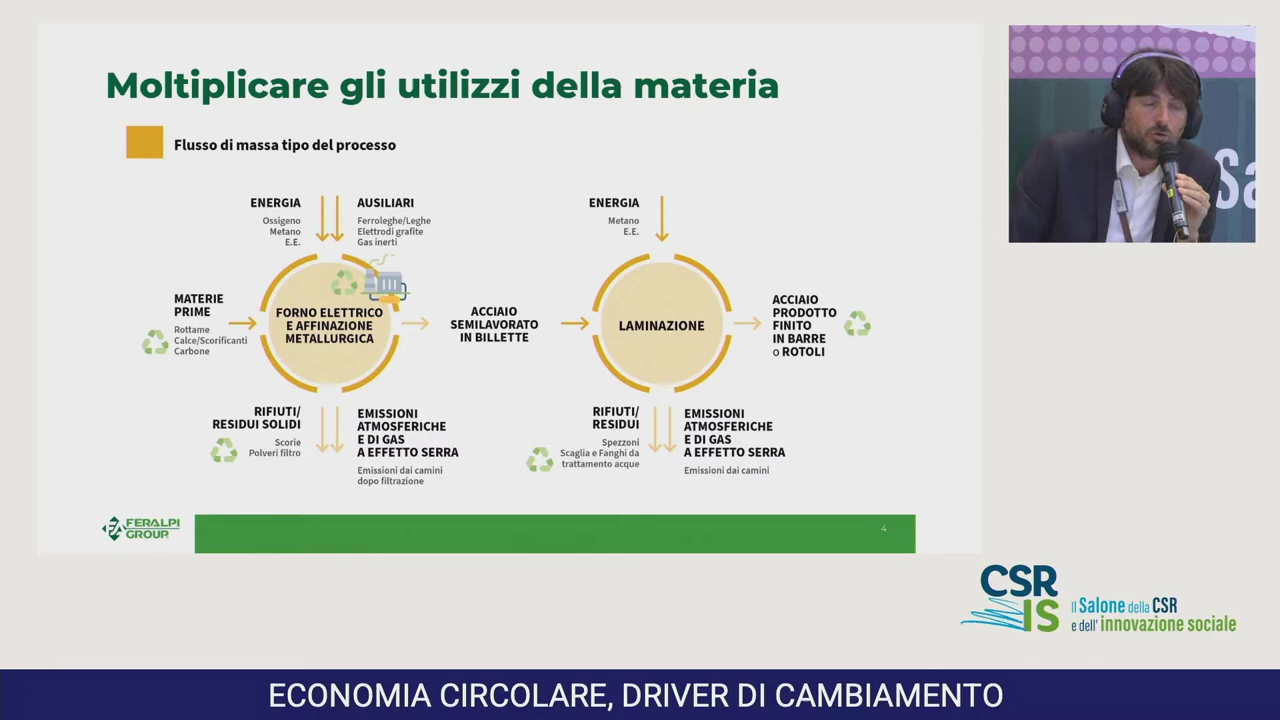 Moltiplicare gli utilizzi della materia
Flusso di massa tipo del processo
ENERGIA
Ossigeno
Metano
E.E.
AUSILIARI
Ferroleghe/Leghe
Elettrodi grafite
Gas inerti
ENERGIA
Metano
E.E.
MATERIE
PRIME
Rottame
Calce/Scorificanti
Carbone
FORNO ELETTRICO
E AFFINAZIONE
METALLURGICA
ACCIAIO
SEMILAVORATO
IN BILLETTE
LAMINAZIONE
ACCIAIO
PRODOTTO
FINITO
IN BARRE
o ROTOLI
RIFIUTI/
RESIDUI SOLIDI
Scorie
Polveri filtro
EMISSIONI
ATMOSFERICHE
E DI GAS
A EFFETTO SERRA
Emissioni dai camini
dopo filtrazione
RIFIUTI/
RESIDUI
Spezzoni
Scaglia e Fanghi da
trattamento acque
EMISSIONI
ATMOSFERICHE
E DI GAS
A EFFETTO SERRA
Emissioni dai camini
FERALPI
GROUP
4
Sa
CSR
IS
Il Salone della CSR
e dell' innovazione sociale
ECONOMIA CIRCOLARE, DRIVER DI CAMBIAMENTO